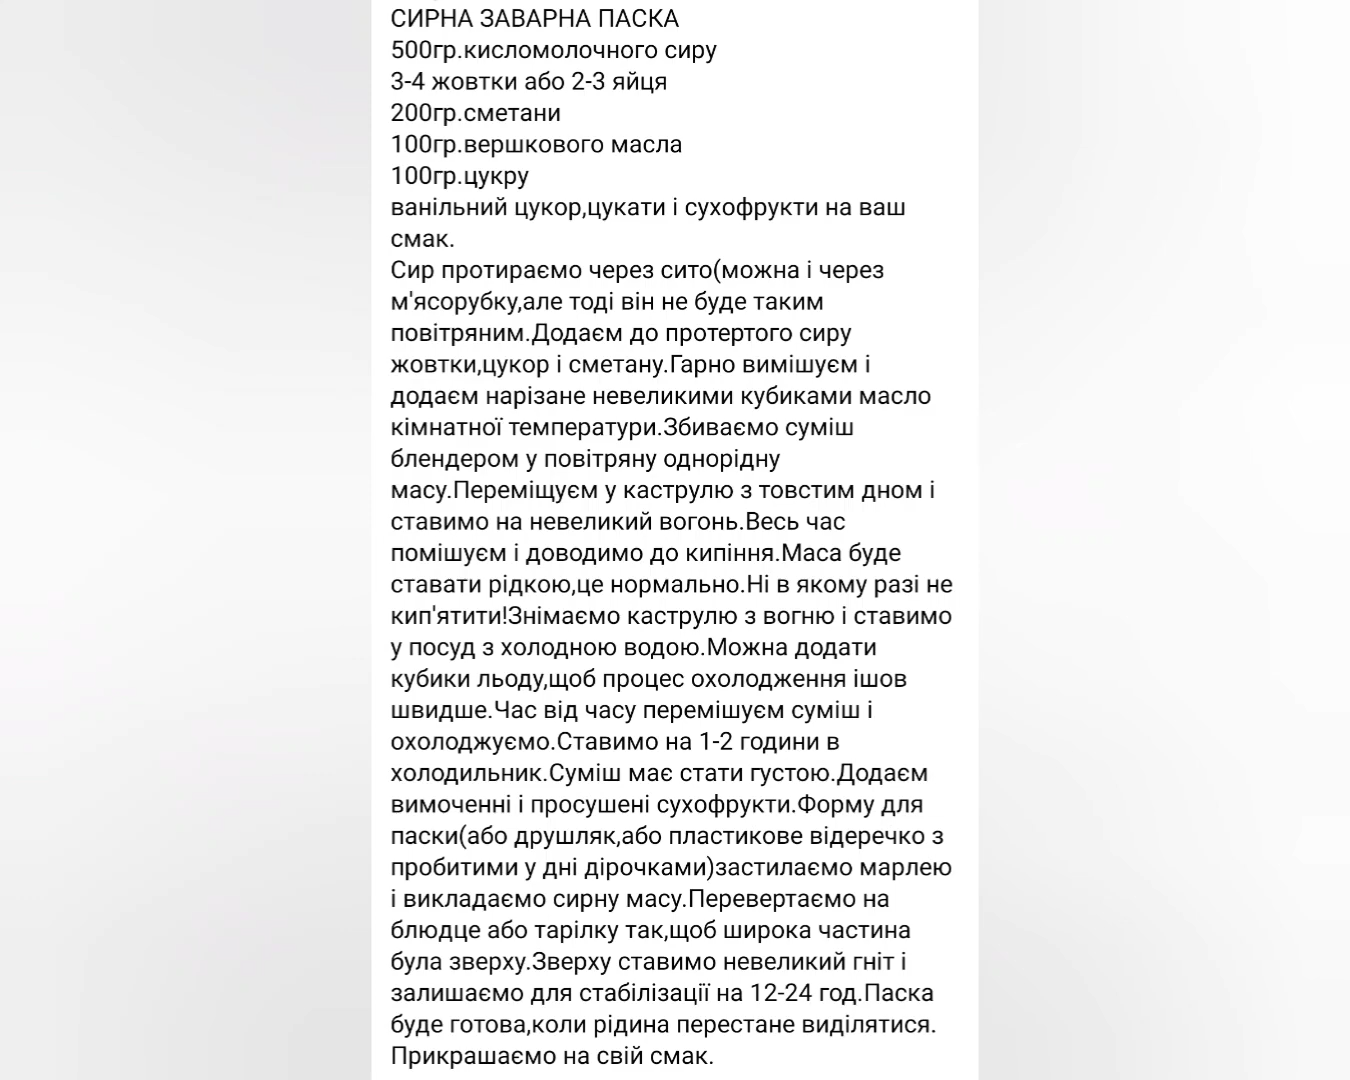 СИРНА ЗАВАРНА ПАСКА
500гр.кисломолочного сиру
3-4 жовтки або 2-3 яйця
200гр.сметани
100гр.вершкового масла
100гр.цукру
ванільний цукор,цукати і сухофрукти на ваш
смак.
Сир протираємо через сито(можна і через
м'ясорубку,але тоді він не буде таким
повітряним.Додаєм до протертого сиру
жовтки,цукор і сметану.Гарно вимішуєм і
додаєм нарізане невеликими кубиками масло
кімнатної температури.Збиваємо суміш
блендером у повітряну однорідну
масу.Переміщуєм у каструлю з товстим дном і
ставимо на невеликий вогонь.Весь час
помішуєм і доводимо до кипіння.Маса буде
ставати рідкою,це нормально.Ні в якому разі не
кип'ятити!Знімаємо каструлю з вогню і ставимо
у посуд з холодною водою.Можна додати
кубики льоду,щоб процес охолодження ішов
швидше.Час від часу перемішуєм суміш і
охолоджуємо.Ставимо на 1-2 години в
холодильник.Суміш має стати густою.Додаєм
вимоченні і просушені сухофрукти.Форму для
паски(або друшляк,або пластикове відеречко з
пробитими у дні дірочками)застилаємо марлею
і викладаємо сирну масу.Перевертаємо на
блюдце або тарілку так,щоб широка частина
була зверху.Зверху ставимо невеликий гніт і
залишаємо для стабілізації на 12-24 год.Паска
буде готова,коли рідина перестане виділятися.
Прикрашаємо на свій смак.